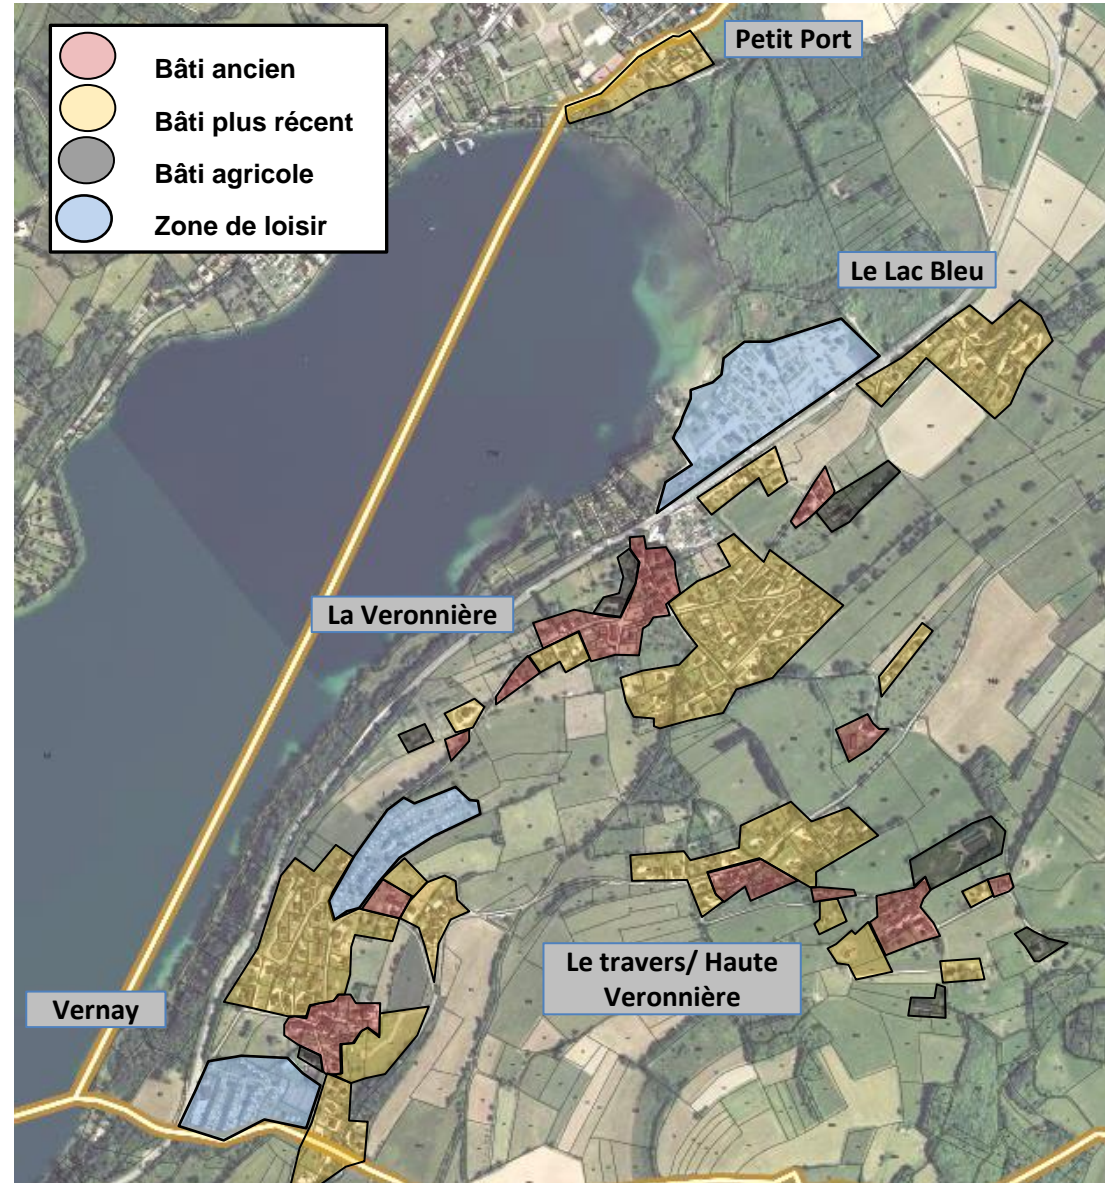 Bâti ancien
Bâti plus récent
Bâti agricole
Zone de loisir
Petit Port
Le Lac Bleu
La Veronnière
Le travers/ Haute
Veronnière
Vernay